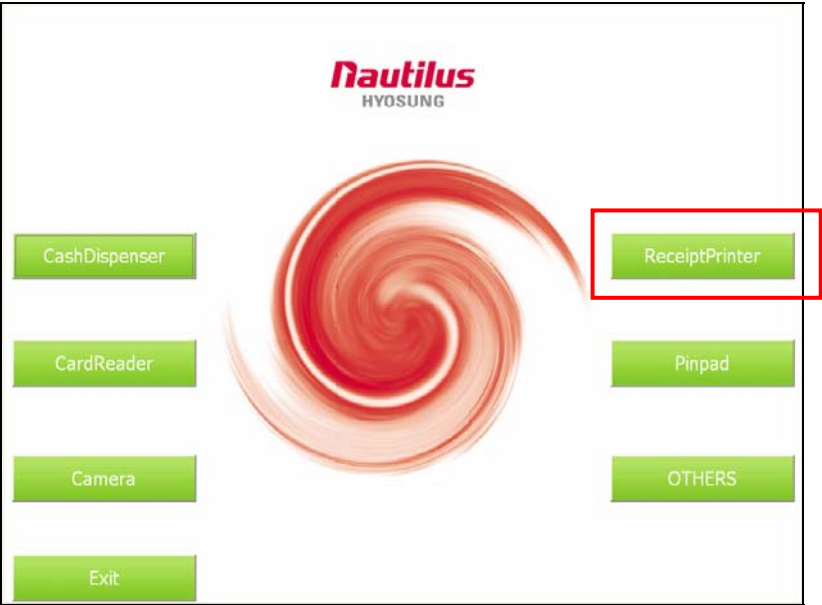 Nautilus
HYOSUNG
CashDispenser
ReceiptPrinter
CardReader
Pinpad
Camera
OTHERS
Exit